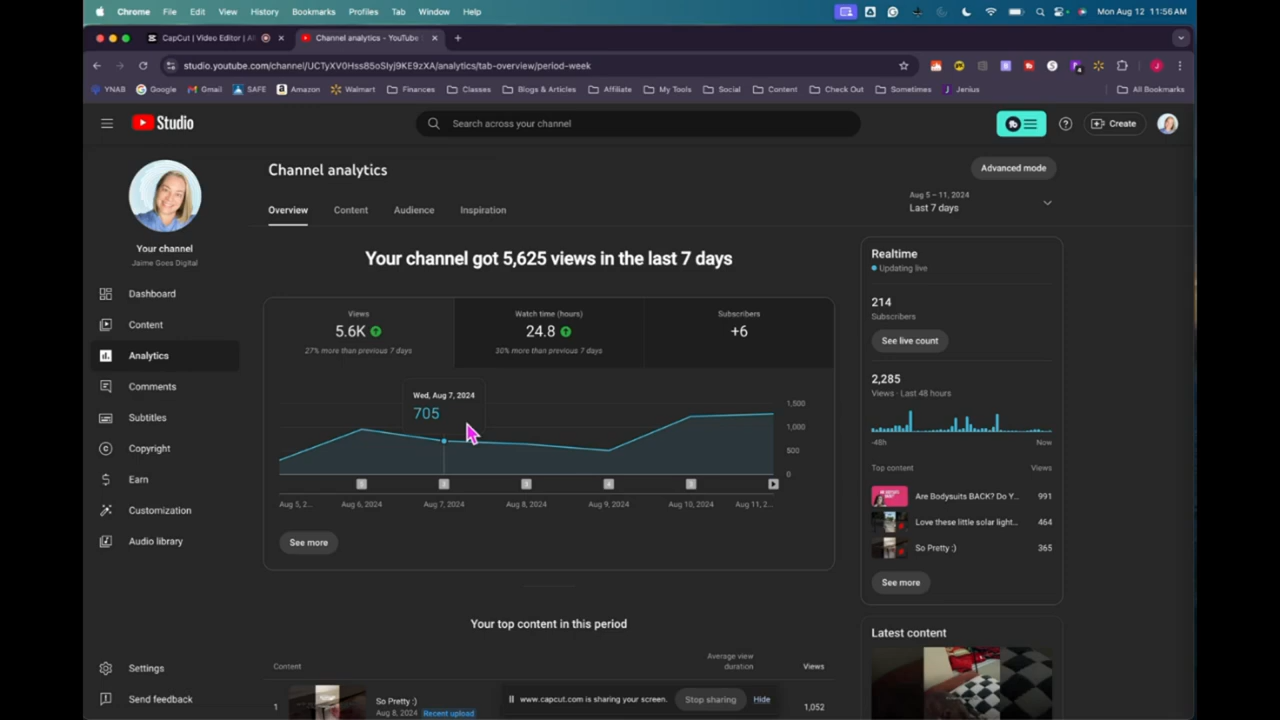 Chrome File Edit View History Bookmarks Profiles Tab Window Help Mon Aug 12 11:56 AM
CapCut | Video Editor | Al Channel analytics - YouTube
studio.youtube.com/channel/UCTyXV0Hss85oSIyj9KE9zXA/analytics/tab-overview/period-week
YNAB Google Gmail SAFE Amazon Walmart Finances Classes Blogs & Articles Affiliate My Tools Social Content Check Out Sometimes Jenius All Bookmarks
Studio
Search across your channel
Create
Your channel
Jaime Goes Digital
Dashboard
Content
Analytics
Comments
Subtitles
Copyright
Earn
Customization
Audio library
Settings
Send feedback
Channel analytics
Advanced mode
Overview Content Audience Inspiration
Aug 5 – 11, 2024
Last 7 days
Your channel got 5,625 views in the last 7 days
Views
5.6K
27% more than previous 7 days
Watch time (hours)
24.8
30% more than previous 7 days
Subscribers
+6
Wed, Aug 7, 2024
705
1,500
1,000
500
0
Aug 5, 2... Aug 6, 2024 Aug 7, 2024 Aug 8, 2024 Aug 9, 2024 Aug 10, 2024 Aug 11, 2...
See more
Your top content in this period
Content
Average view
duration
Views
1
So Pretty :)
Aug 8, 2024 Recent upload
1,052
www.capcut.com is sharing your screen. Stop sharing Hide
Realtime
Updating live
214
Subscribers
See live count
2,285
Views · Last 48 hours
-48h Now
Top content Views
Are Bodysuits BACK? Do Y... 991
Love these little solar light... 464
So Pretty :) 365
See more
Latest content